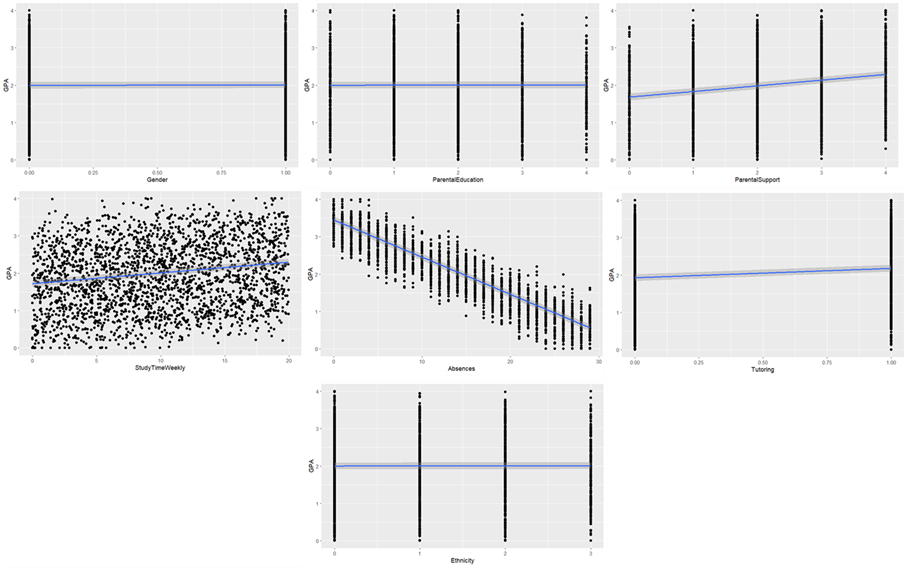 GPA
4
3
2
1
0
0.00 0.25 0.50 0.75 1.00
Gender
GPA
4
3
2
1
0
0 1 2 3 4
ParentalEducation
GPA
4
3
2
1
0
0 1 2 3 4
ParentalSupport
GPA
4
3
2
1
0
0 5 10 15 20
StudyTimeWeekly
GPA
4
3
2
1
0
0 10 20 30
Absences
GPA
4
3
2
1
0
0.00 0.25 0.50 0.75 1.00
Tutoring
GPA
4
3
2
1
0
0 1 2 3
Ethnicity